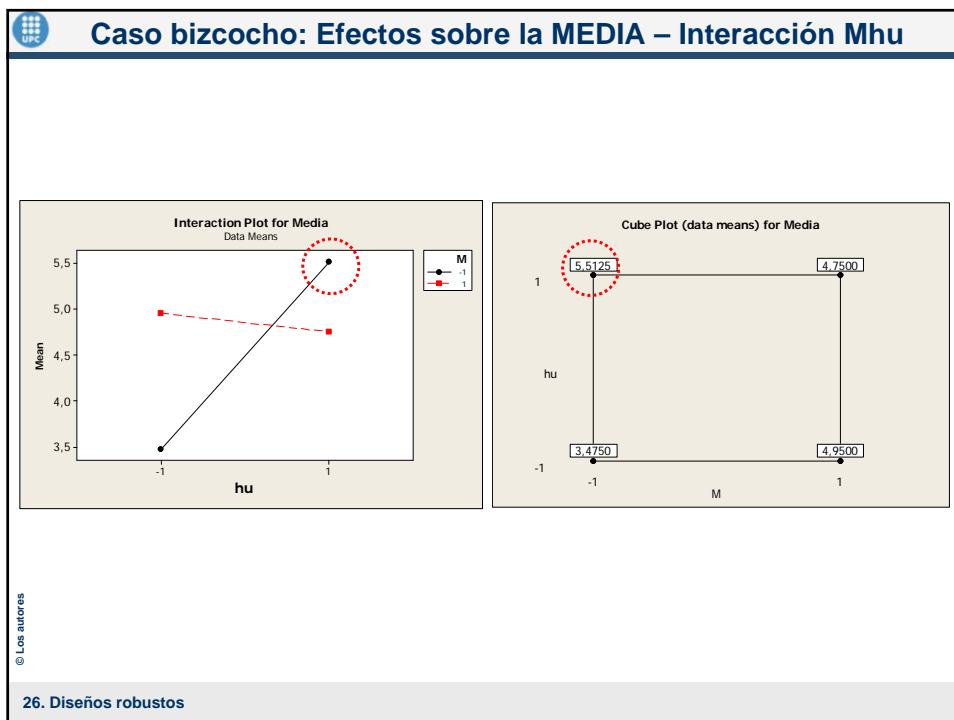 UPC
Caso bizcocho: Efectos sobre la MEDIA – Interacción Mhu
Interaction Plot for Media
Data Means
5,5
5,0
4,5
4,0
3,5
Mean
-1
1
hu
M
-1
1
Cube Plot (data means) for Media
5,5125
4,7500
1
hu
3,4750
4,9500
-1
-1
1
M
© Los autores
26. Diseños robustos